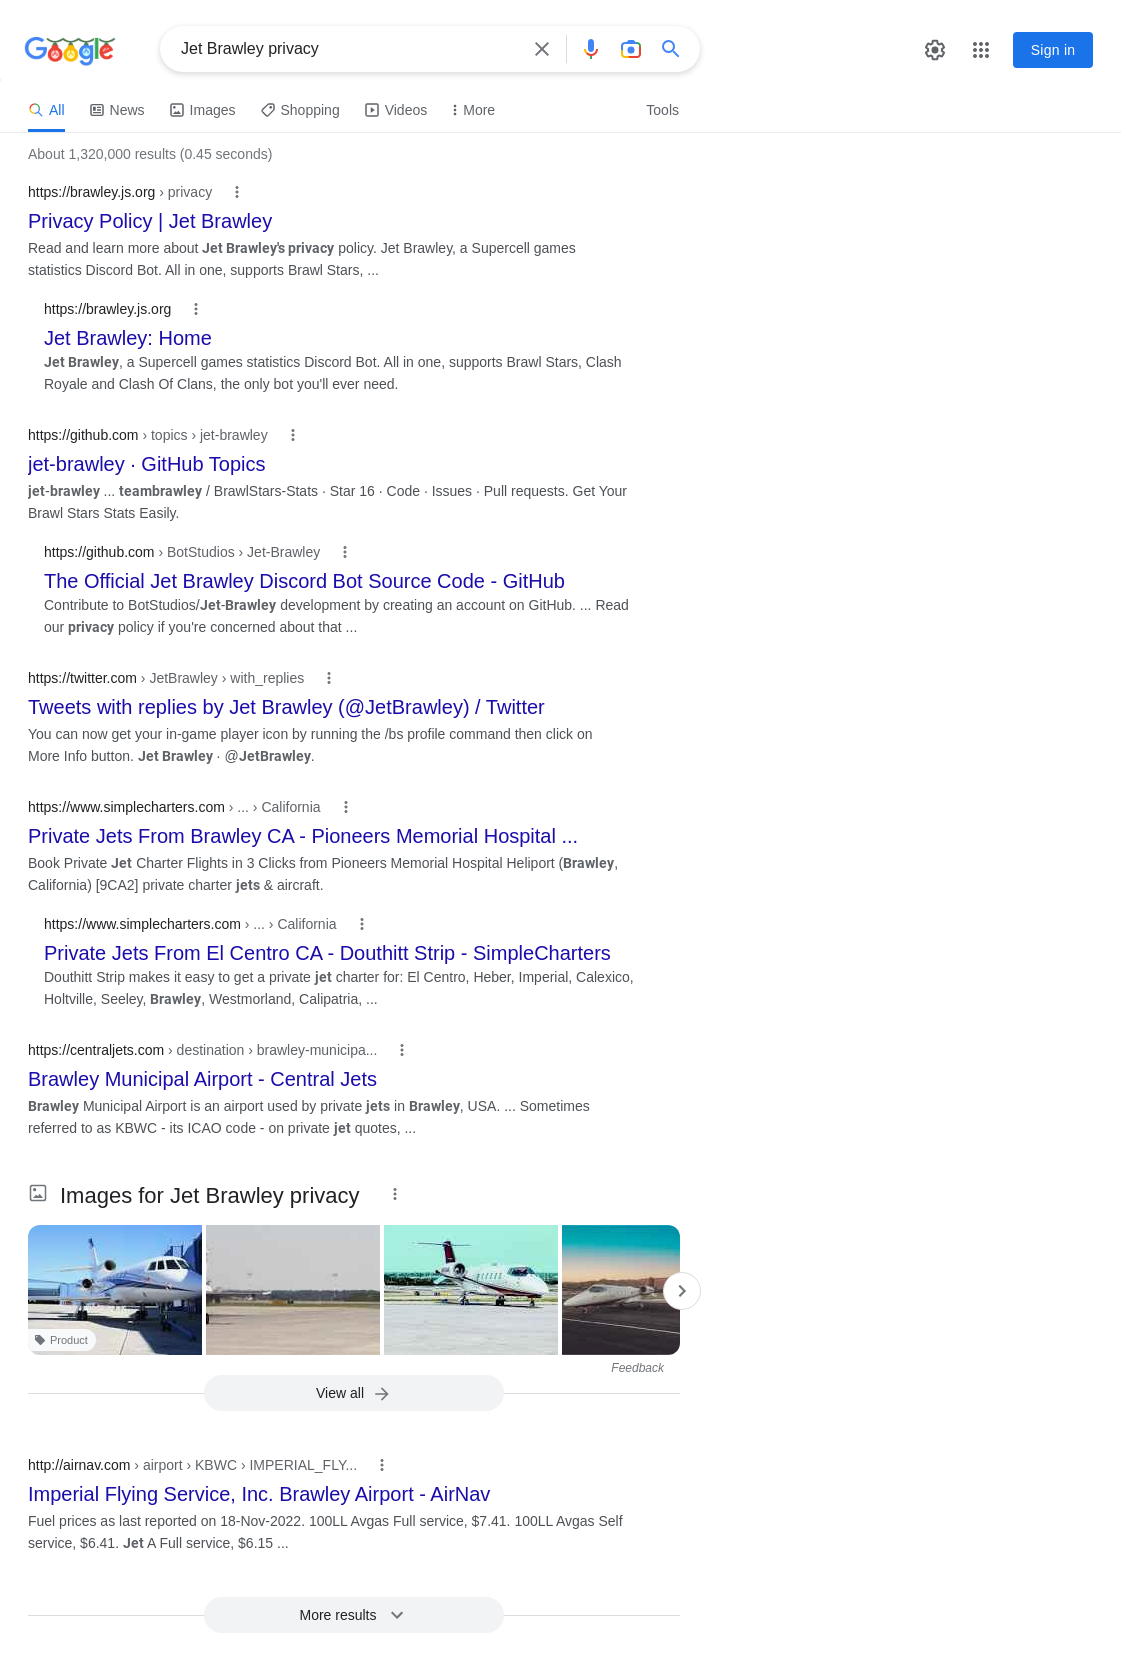 Google
Jet Brawley privacy
Sign in
All
News
Images
Shopping
Videos
More
Tools
About 1,320,000 results (0.45 seconds)
https://brawley.js.org › privacy
Privacy Policy | Jet Brawley
Read and learn more about Jet Brawley's privacy policy. Jet Brawley, a Supercell games
statistics Discord Bot. All in one, supports Brawl Stars, ...
https://brawley.js.org
Jet Brawley: Home
Jet Brawley, a Supercell games statistics Discord Bot. All in one, supports Brawl Stars, Clash
Royale and Clash Of Clans, the only bot you'll ever need.
https://github.com › topics › jet-brawley
jet-brawley · GitHub Topics
jet-brawley ... teambrawley / BrawlStars-Stats · Star 16 · Code · Issues · Pull requests. Get Your
Brawl Stars Stats Easily.
https://github.com › BotStudios › Jet-Brawley
The Official Jet Brawley Discord Bot Source Code - GitHub
Contribute to BotStudios/Jet-Brawley development by creating an account on GitHub. ... Read
our privacy policy if you're concerned about that ...
https://twitter.com › JetBrawley › with_replies
Tweets with replies by Jet Brawley (@JetBrawley) / Twitter
You can now get your in-game player icon by running the /bs profile command then click on
More Info button. Jet Brawley · @JetBrawley.
https://www.simplecharters.com › ... › California
Private Jets From Brawley CA - Pioneers Memorial Hospital ...
Book Private Jet Charter Flights in 3 Clicks from Pioneers Memorial Hospital Heliport (Brawley,
California) [9CA2] private charter jets & aircraft.
https://www.simplecharters.com › ... › California
Private Jets From El Centro CA - Douthitt Strip - SimpleCharters
Douthitt Strip makes it easy to get a private jet charter for: El Centro, Heber, Imperial, Calexico,
Holtville, Seeley, Brawley, Westmorland, Calipatria, ...
https://centraljets.com › destination › brawley-municipa...
Brawley Municipal Airport - Central Jets
Brawley Municipal Airport is an airport used by private jets in Brawley, USA. ... Sometimes
referred to as KBWC - its ICAO code - on private jet quotes, ...
Images for Jet Brawley privacy
Product
Feedback
View all
http://airnav.com › airport › KBWC › IMPERIAL_FLY...
Imperial Flying Service, Inc. Brawley Airport - AirNav
Fuel prices as last reported on 18-Nov-2022. 100LL Avgas Full service, $7.41. 100LL Avgas Self
service, $6.41. Jet A Full service, $6.15 ...
More results